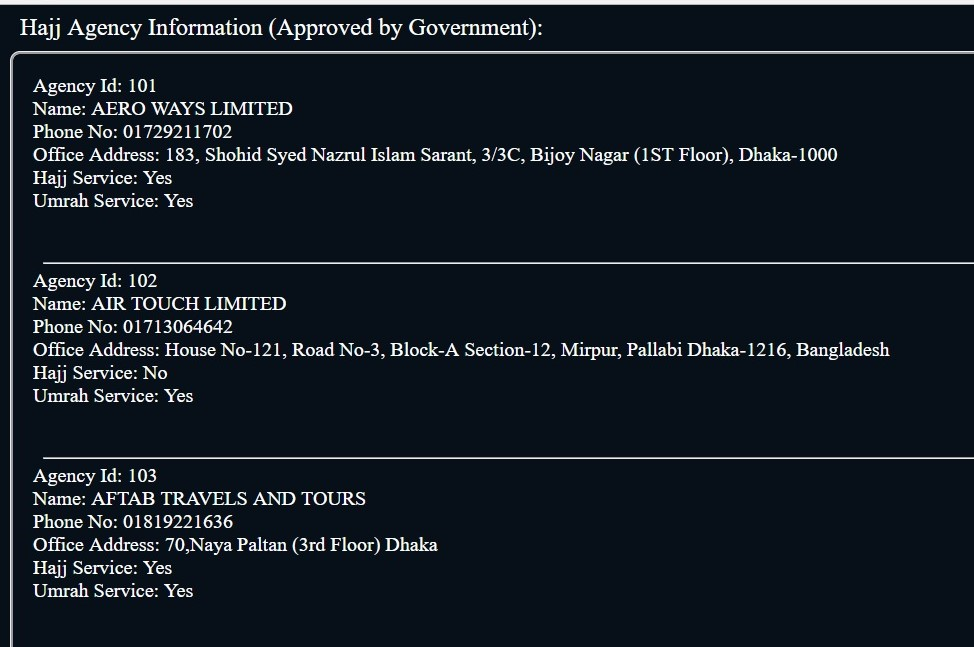 Hajj Agency Information (Approved by Government):
Agency Id: 101
Name: AERO WAYS LIMITED
Phone No: 01729211702
Office Address: 183, Shohid Syed Nazrul Islam Sarant, 3/3C, Bijoy Nagar (1ST Floor), Dhaka-1000
Hajj Service: Yes
Umrah Service: Yes
Agency Id: 102
Name: AIR TOUCH LIMITED
Phone No: 01713064642
Office Address: House No-121, Road No-3, Block-A Section-12, Mirpur, Pallabi Dhaka-1216, Bangladesh
Hajj Service: No
Umrah Service: Yes
Agency Id: 103
Name: AFTAB TRAVELS AND TOURS
Phone No: 01819221636
Office Address: 70,Naya Paltan (3rd Floor) Dhaka
Hajj Service: Yes
Umrah Service: Yes